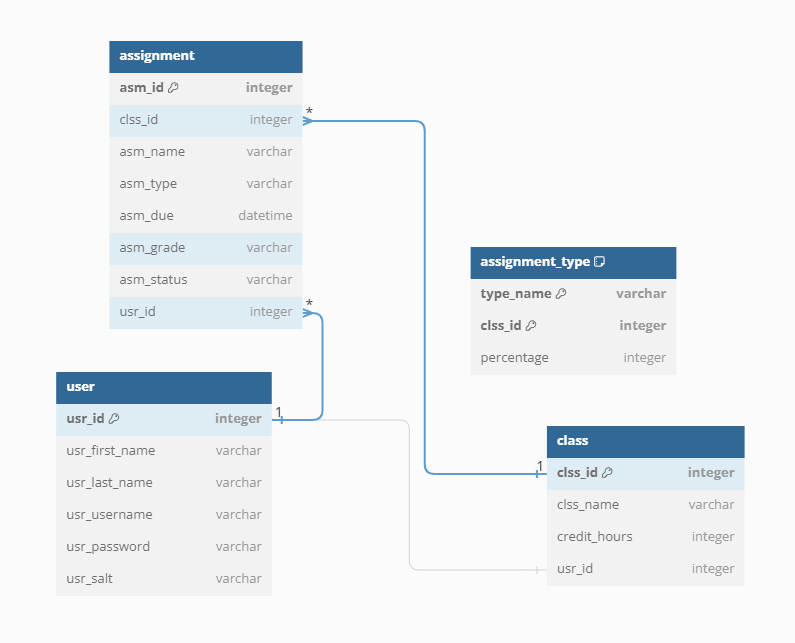 assignment
asm_id integer
*
clss_id integer
asm_name varchar
asm_type varchar
asm_due datetime
asm_grade varchar
asm_status varchar
*
usr_id integer
assignment_type
type_name varchar
clss_id integer
percentage integer
user
1
usr_id integer
usr_first_name varchar
usr_last_name varchar
usr_username varchar
usr_password varchar
usr_salt varchar
class
1
clss_id integer
clss_name varchar
credit_hours integer
usr_id integer